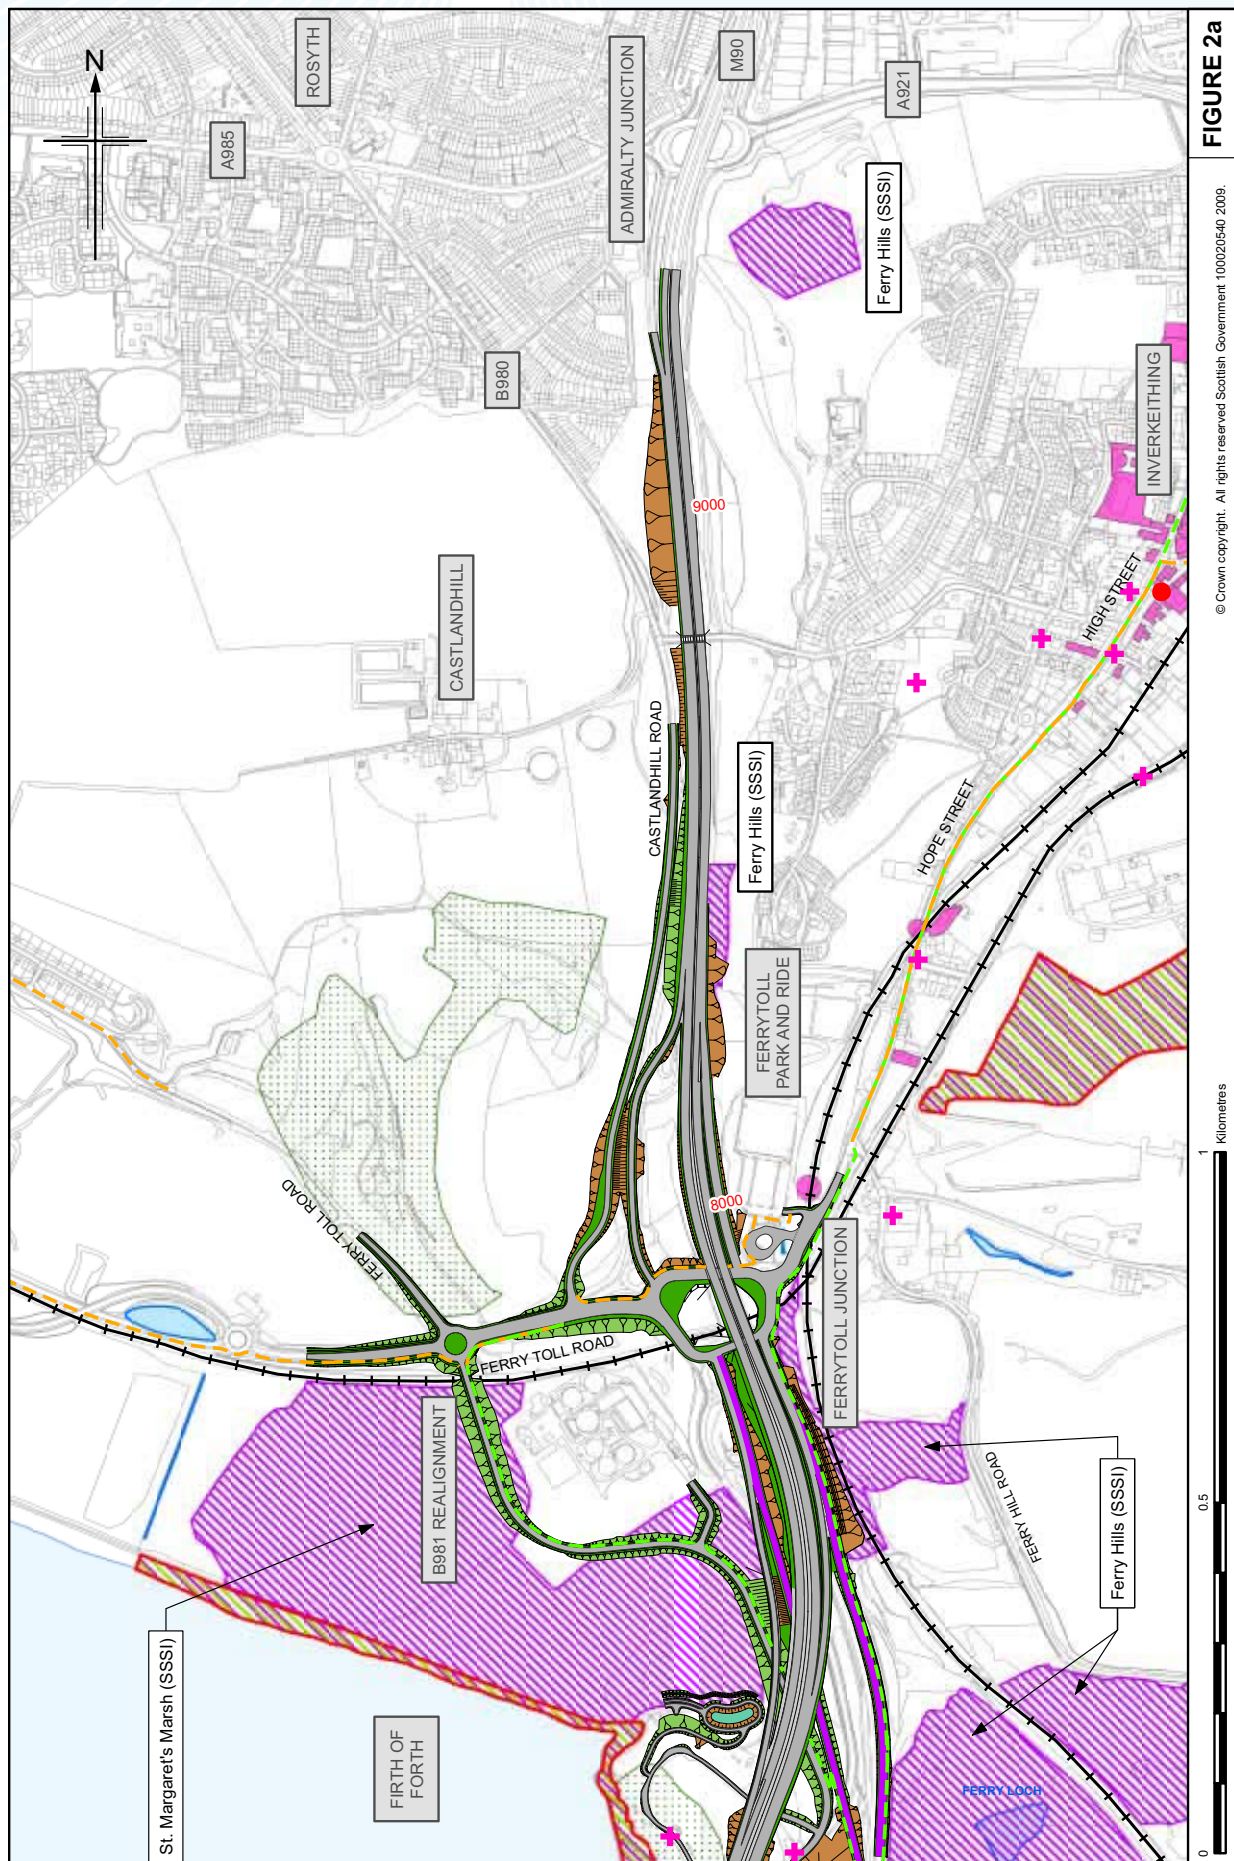 FIGURE 2a
© Crown copyright. All rights reserved Scottish Government 100020540 2009.
N
ROSYTH
A985
ADMIRALTY JUNCTION
M90
A921
Ferry Hills (SSSI)
B980
INVERKEITHING
9000
CASTLANDHILL
HIGH STREET
CASTLANDHILL ROAD
Ferry Hills (SSSI)
HOPE STREET
FERRYTOLL
PARK AND RIDE
FERRY TOLL ROAD
8000
FERRYTOLL JUNCTION
FERRY TOLL ROAD
B981 REALIGNMENT
FERRY HILL ROAD
Ferry Hills (SSSI)
St. Margaret's Marsh (SSSI)
FIRTH OF
FORTH
FERRY LOCH
0
0.5
1
Kilometres